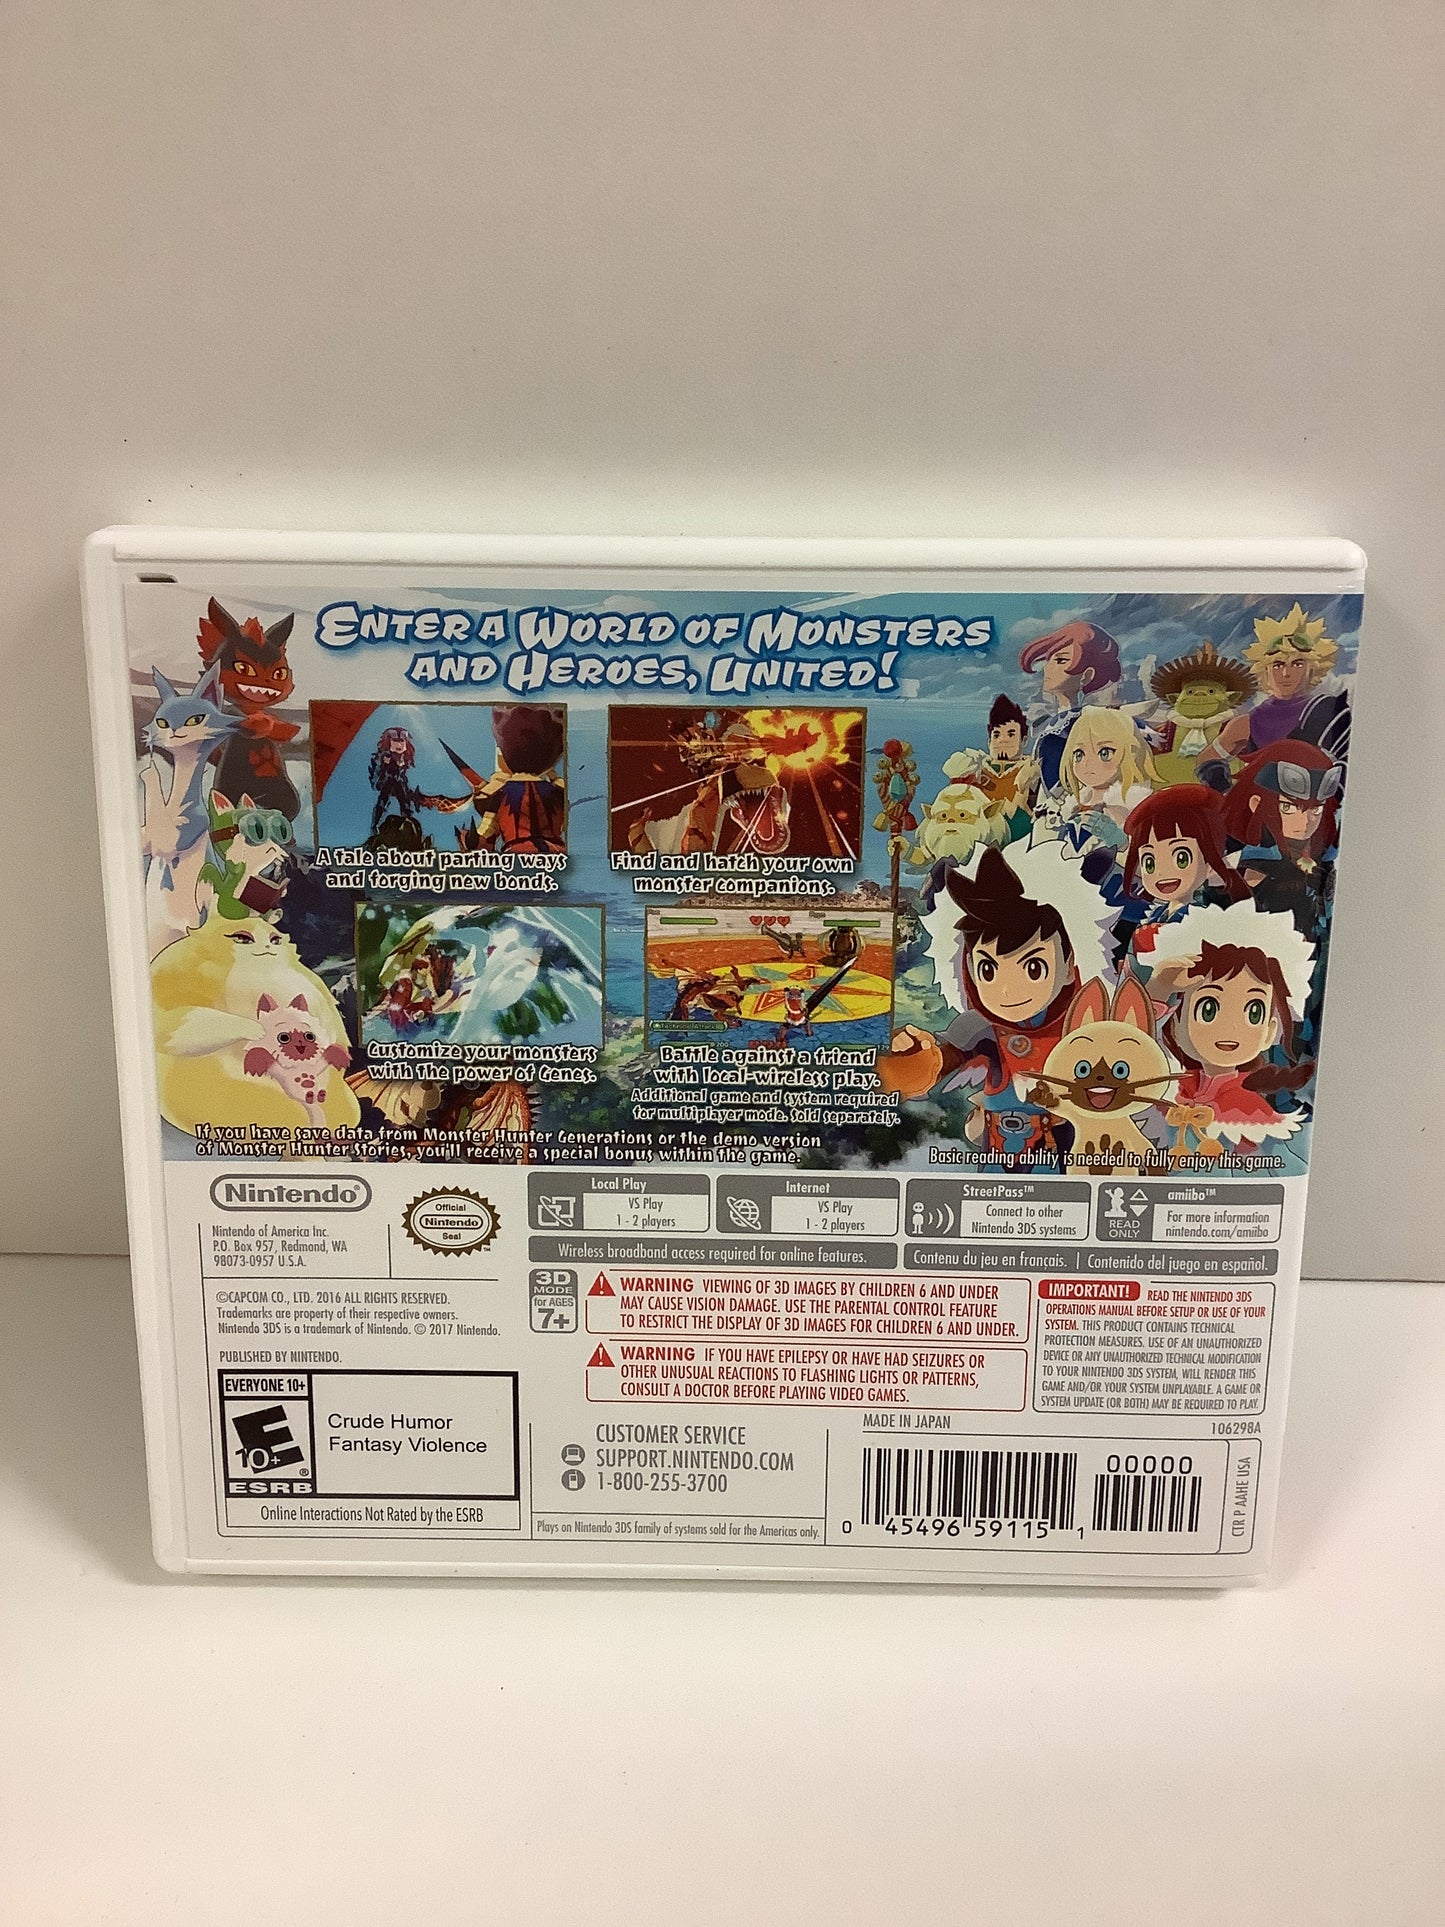 ENTER A WORLD OF MONSTERS
AND HEROES, UNITED!
A tale about parting ways
and forging new bonds.
Find and hatch your own
monster companions.
Customize your monsters
with the power of Genes.
Battle against a friend
with local-wireless play.
Additional game and system required
for multiplayer mode. Sold separately.
If you have save data from Monster Hunter Generations or the demo version
of Monster Hunter Stories, you'll receive a special bonus within the game.
Basic reading ability is needed to fully enjoy this game.
Nintendo®
Nintendo of America Inc.
P.O. Box 957, Redmond, WA
98073-0957 U.S.A.
Official
Nintendo
Seal
TM
Local Play
VS Play
1 - 2 players
Internet
VS Play
1 - 2 players
StreetPass™
Connect to other
Nintendo 3DS systems
READ
ONLY
amiibo™
For more information
nintendo.com/amiibo
Wireless broadband access required for online features.
Contenu du jeu en français. | Contenido del juego en español.
©CAPCOM CO., LTD. 2016 ALL RIGHTS RESERVED.
Trademarks are property of their respective owners.
Nintendo 3DS is a trademark of Nintendo. © 2017 Nintendo.
PUBLISHED BY NINTENDO.
3D
MODE
for AGES
7+
WARNING VIEWING OF 3D IMAGES BY CHILDREN 6 AND UNDER
MAY CAUSE VISION DAMAGE. USE THE PARENTAL CONTROL FEATURE
TO RESTRICT THE DISPLAY OF 3D IMAGES FOR CHILDREN 6 AND UNDER.
WARNING IF YOU HAVE EPILEPSY OR HAVE HAD SEIZURES OR
OTHER UNUSUAL REACTIONS TO FLASHING LIGHTS OR PATTERNS,
CONSULT A DOCTOR BEFORE PLAYING VIDEO GAMES.
IMPORTANT! READ THE NINTENDO 3DS
OPERATIONS MANUAL BEFORE SETUP OR USE OF YOUR
SYSTEM. THIS PRODUCT CONTAINS TECHNICAL
PROTECTION MEASURES. USE OF AN UNAUTHORIZED
DEVICE OR ANY UNAUTHORIZED TECHNICAL MODIFICATION
TO YOUR NINTENDO 3DS SYSTEM, WILL RENDER THIS
GAME AND/OR YOUR SYSTEM UNPLAYABLE. A GAME OR
SYSTEM UPDATE (OR BOTH) MAY BE REQUIRED TO PLAY.
EVERYONE 10+
E
10+
®
ESRB
Crude Humor
Fantasy Violence
Online Interactions Not Rated by the ESRB
CUSTOMER SERVICE
SUPPORT.NINTENDO.COM
1-800-255-3700
Plays on Nintendo 3DS family of systems sold for the Americas only.
MADE IN JAPAN
106298A
00000
0 45496 59115 1
CTR P AAHE USA